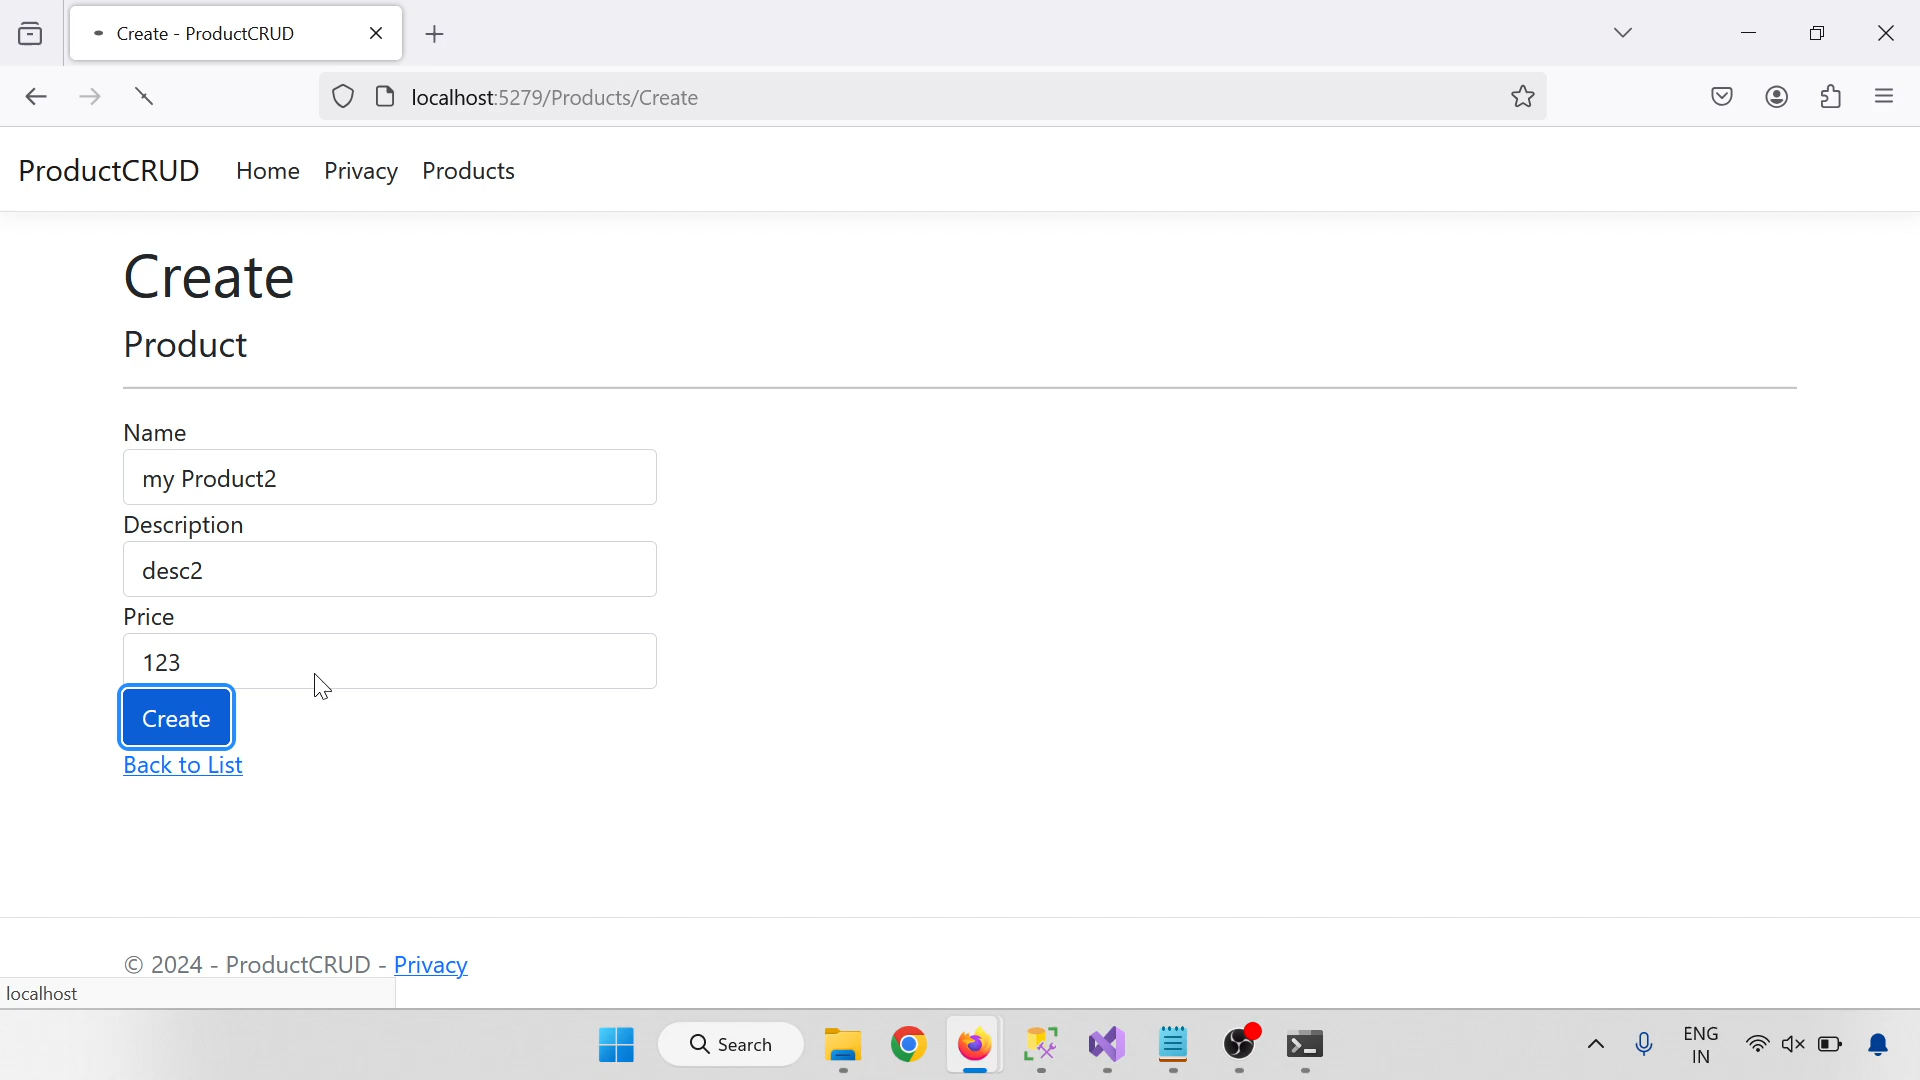 Create - ProductCRUD
localhost:5279/Products/Create
ProductCRUD Home Privacy Products
Create
Product
Name
my Product2
Description
desc2
Price
123
Create
Back to List
© 2024 - ProductCRUD - Privacy
localhost
Search
ENG
IN